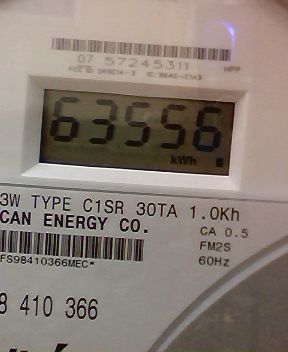 07 57245311
HPP
63556
kWh
3W TYPE C1SR 30TA 1.0Kh
CAN ENERGY CO.
CA 0.5
FM2S
60Hz
FS98410366MEC*
8 410 366